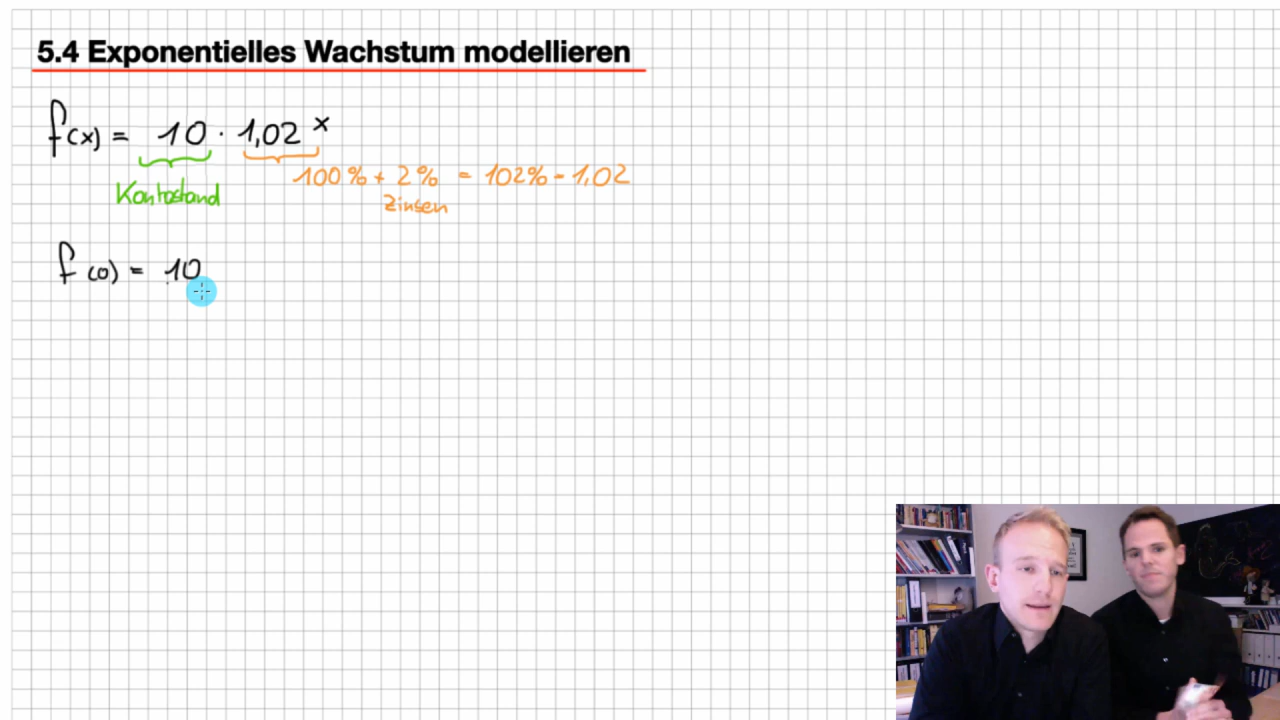 5.4 Exponentielles Wachstum modellieren
f(x) = 10 · 1,02 ˣ
Kontostand
100% + 2% = 102% = 1,02
Zinsen
f(0) = 10